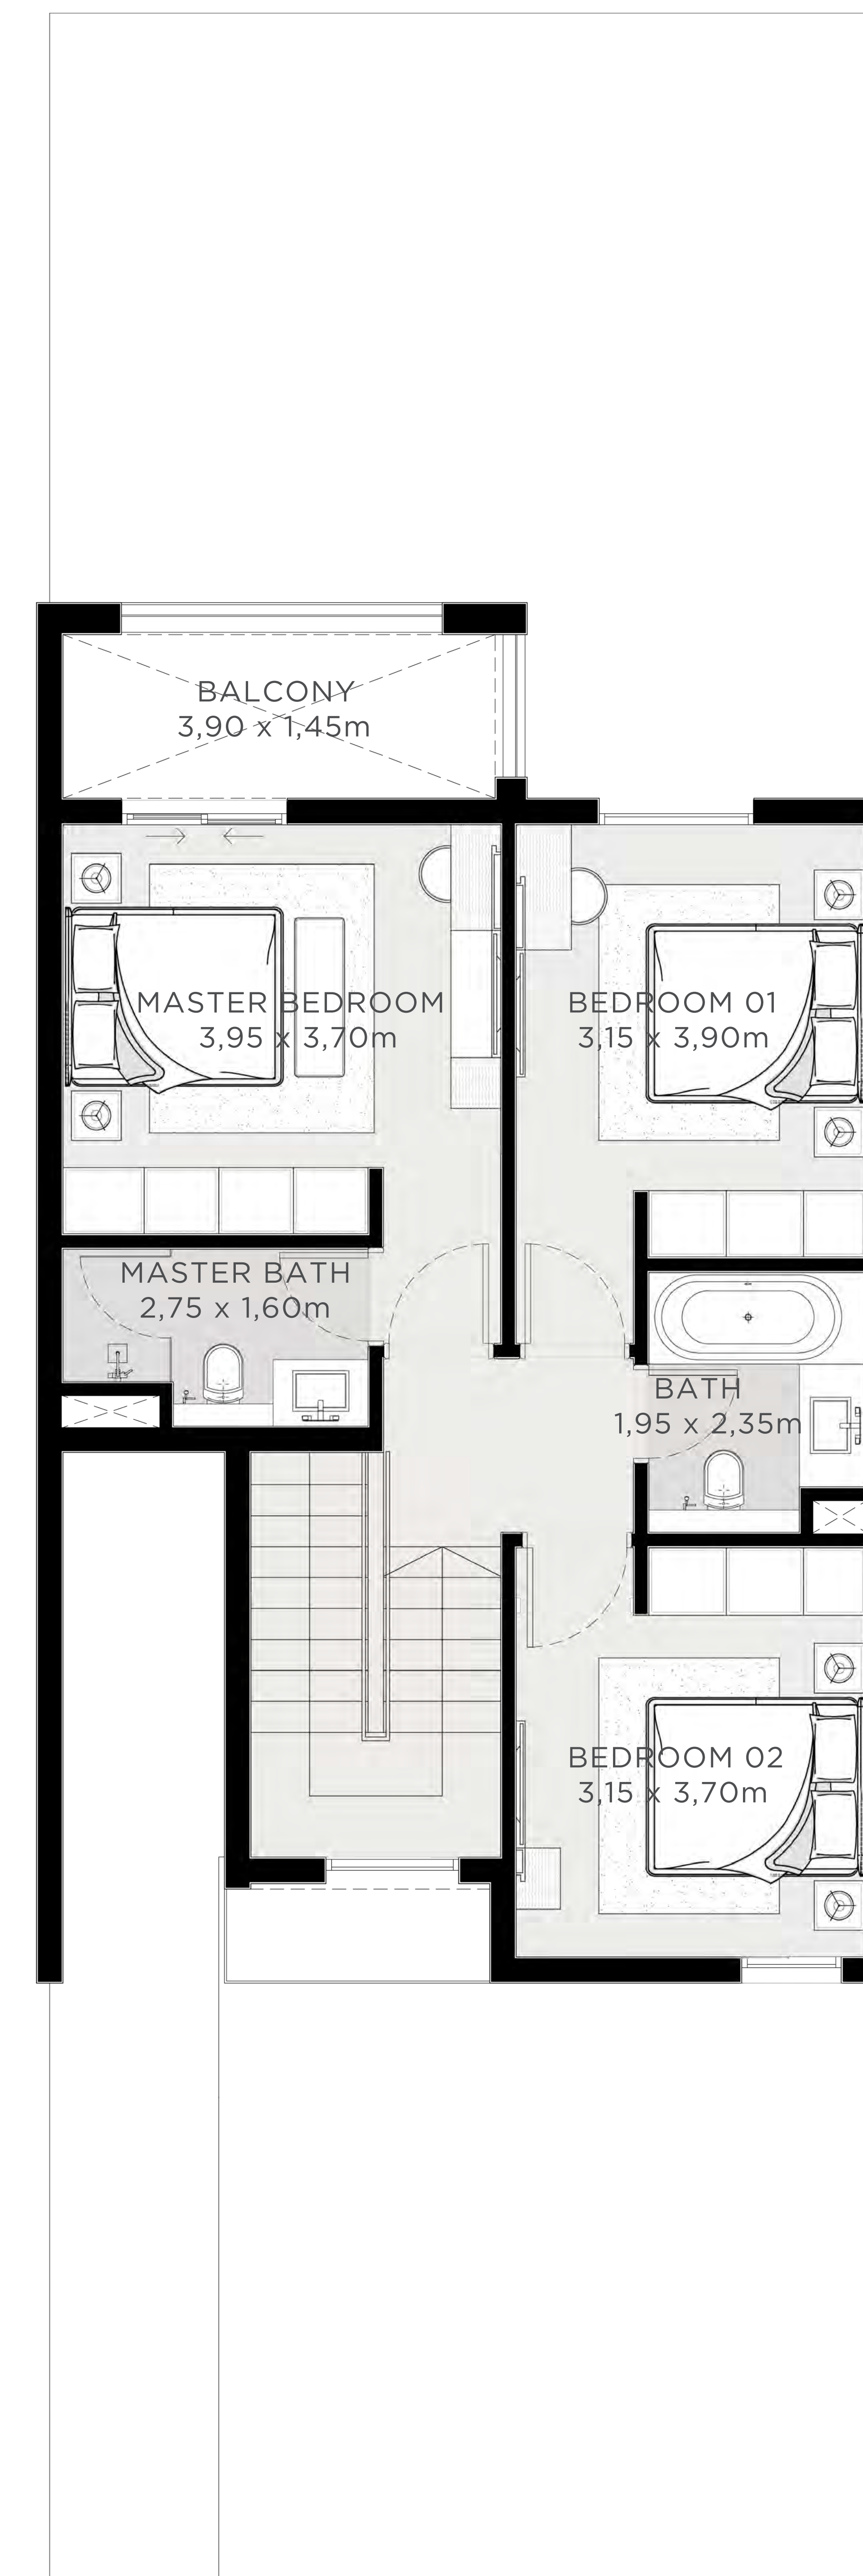 BALCONY
3,90 x 1,45m
MASTER BEDROOM
3,95 x 3,70m
BEDROOM 01
3,15 x 3,90m
MASTER BATH
2,75 x 1,60m
BATH
1,95 x 2,35m
BEDROOM 02
3,15 x 3,70m